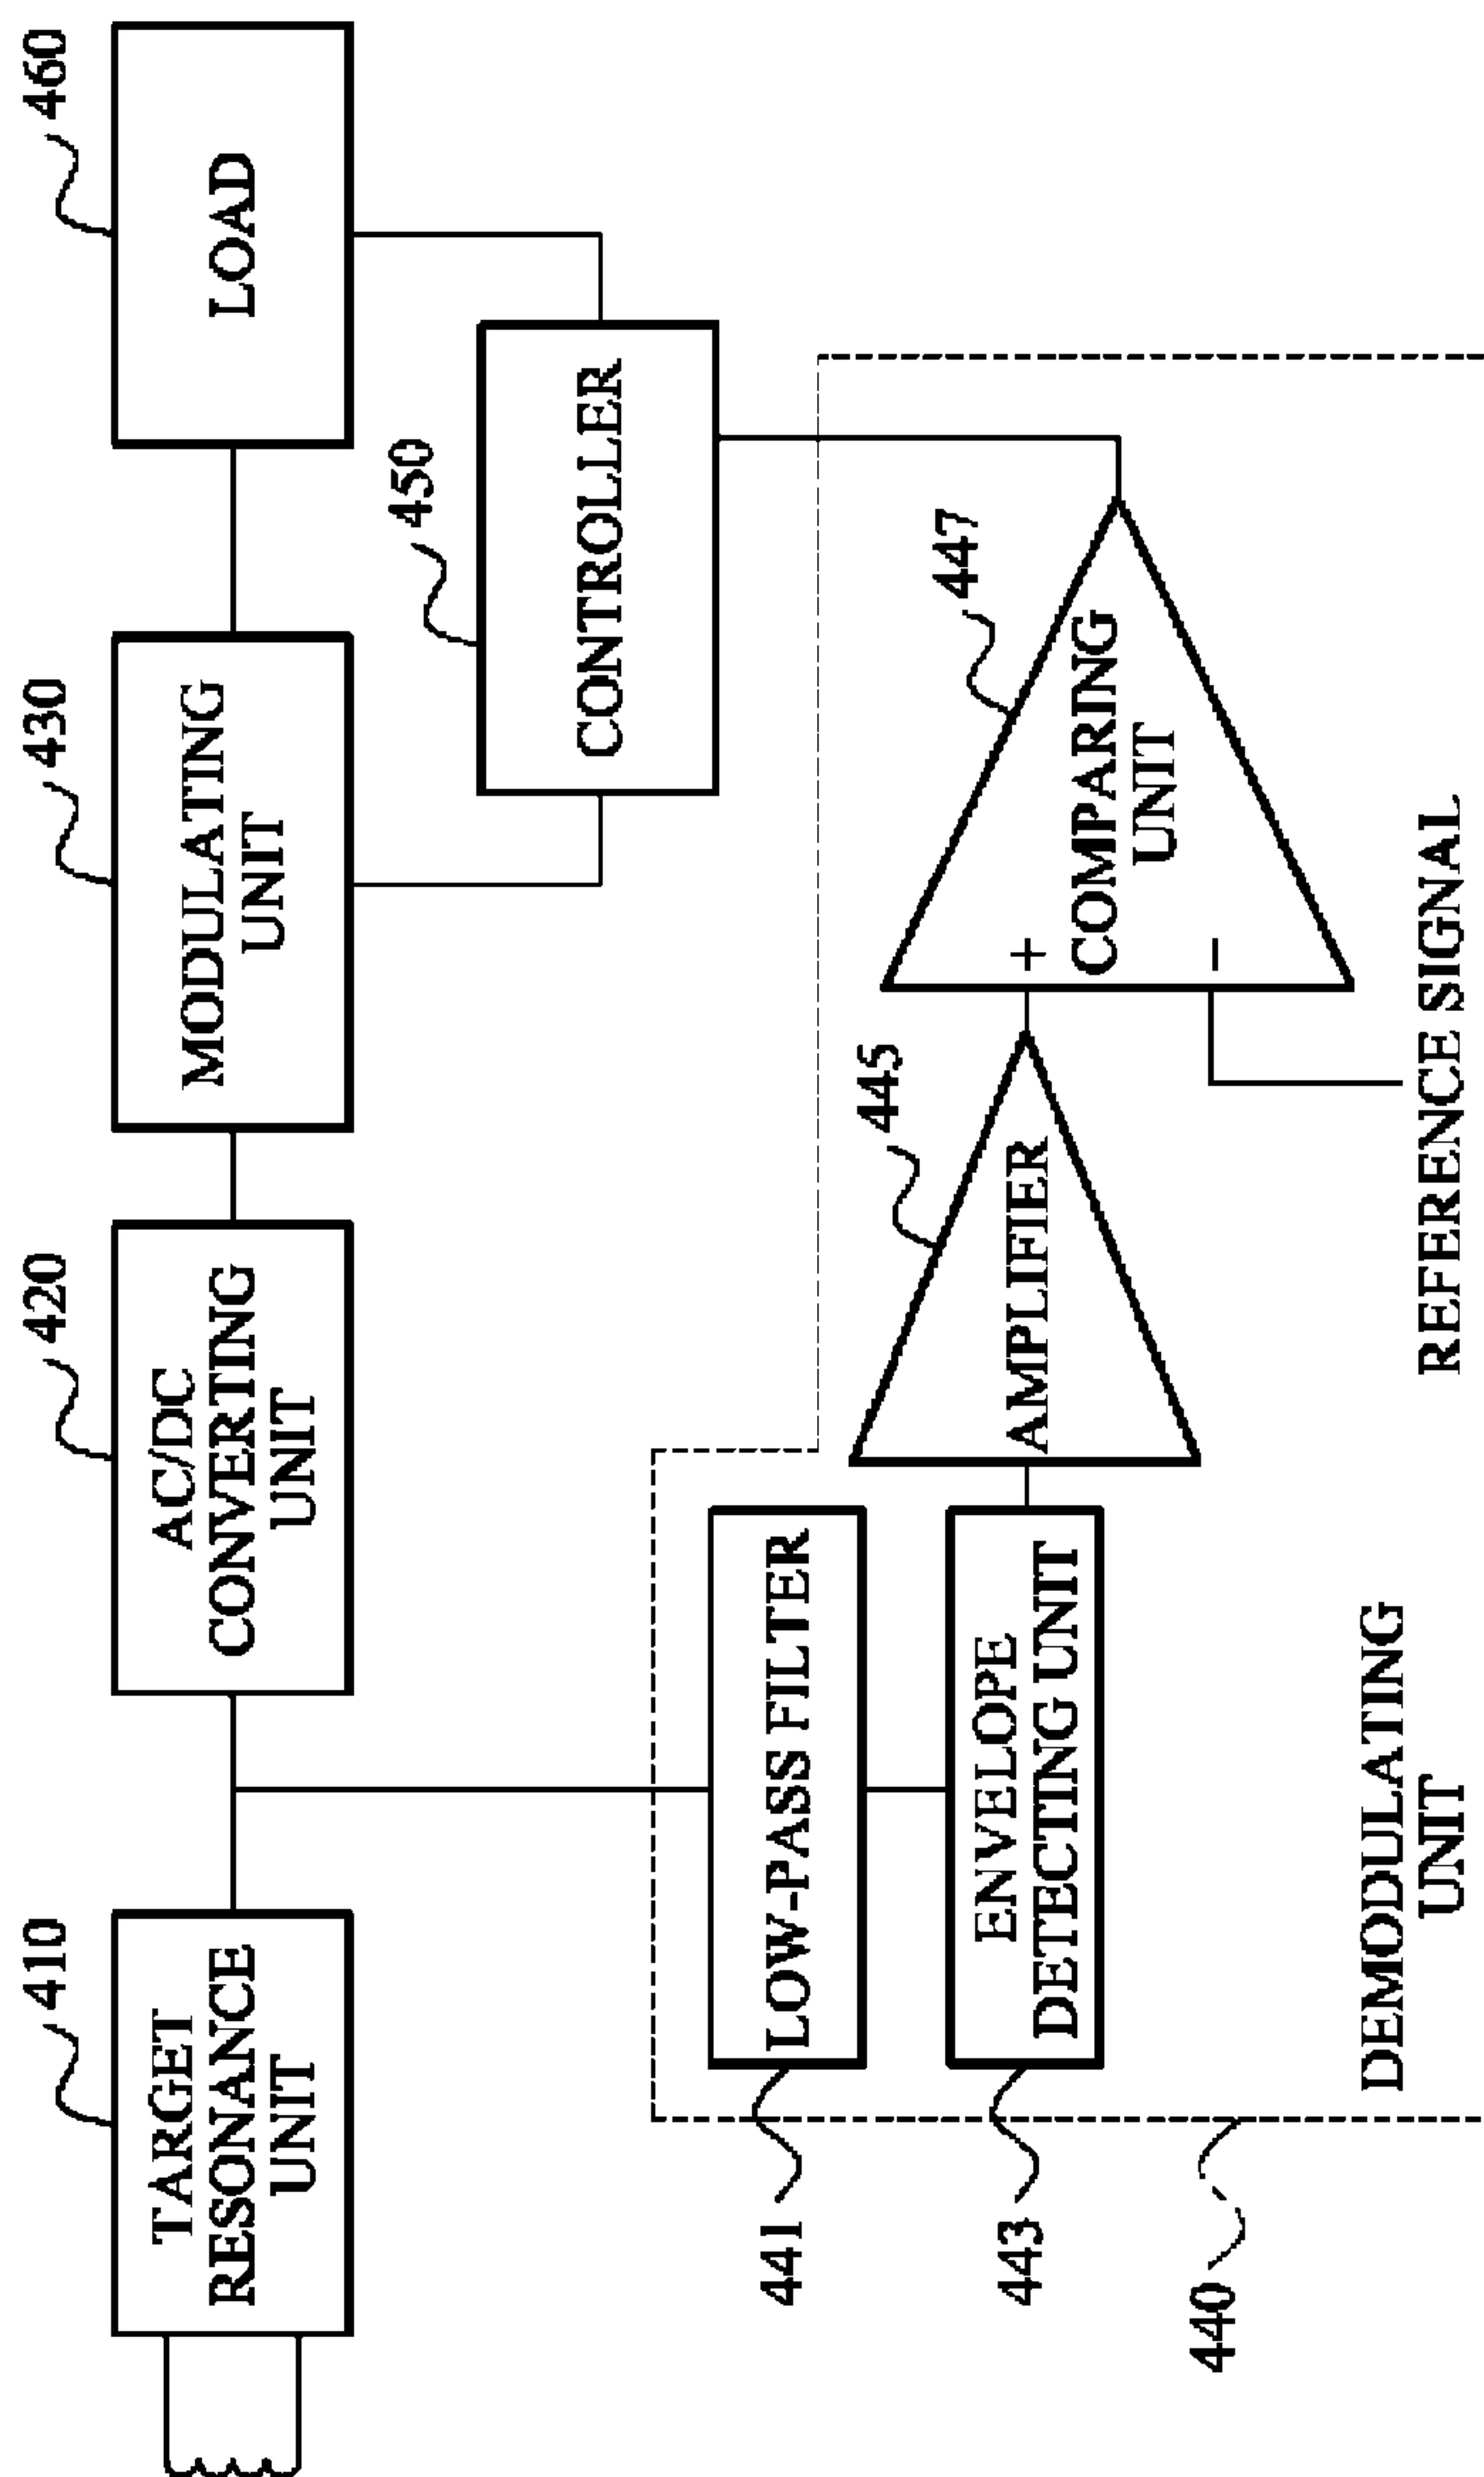 410
TARGET
RESONANCE
UNIT
420
AC/DC
CONVERTING
UNIT
430
MODULATING
UNIT
460
LOAD
450
CONTROLLER
441
LOW-PASS FILTER
443
ENVELOPE
DETECTING UNIT
445
AMPLIFIER
447
COMPARING
UNIT
+
−
440
DEMODULATING
UNIT
REFERENCE SIGNAL